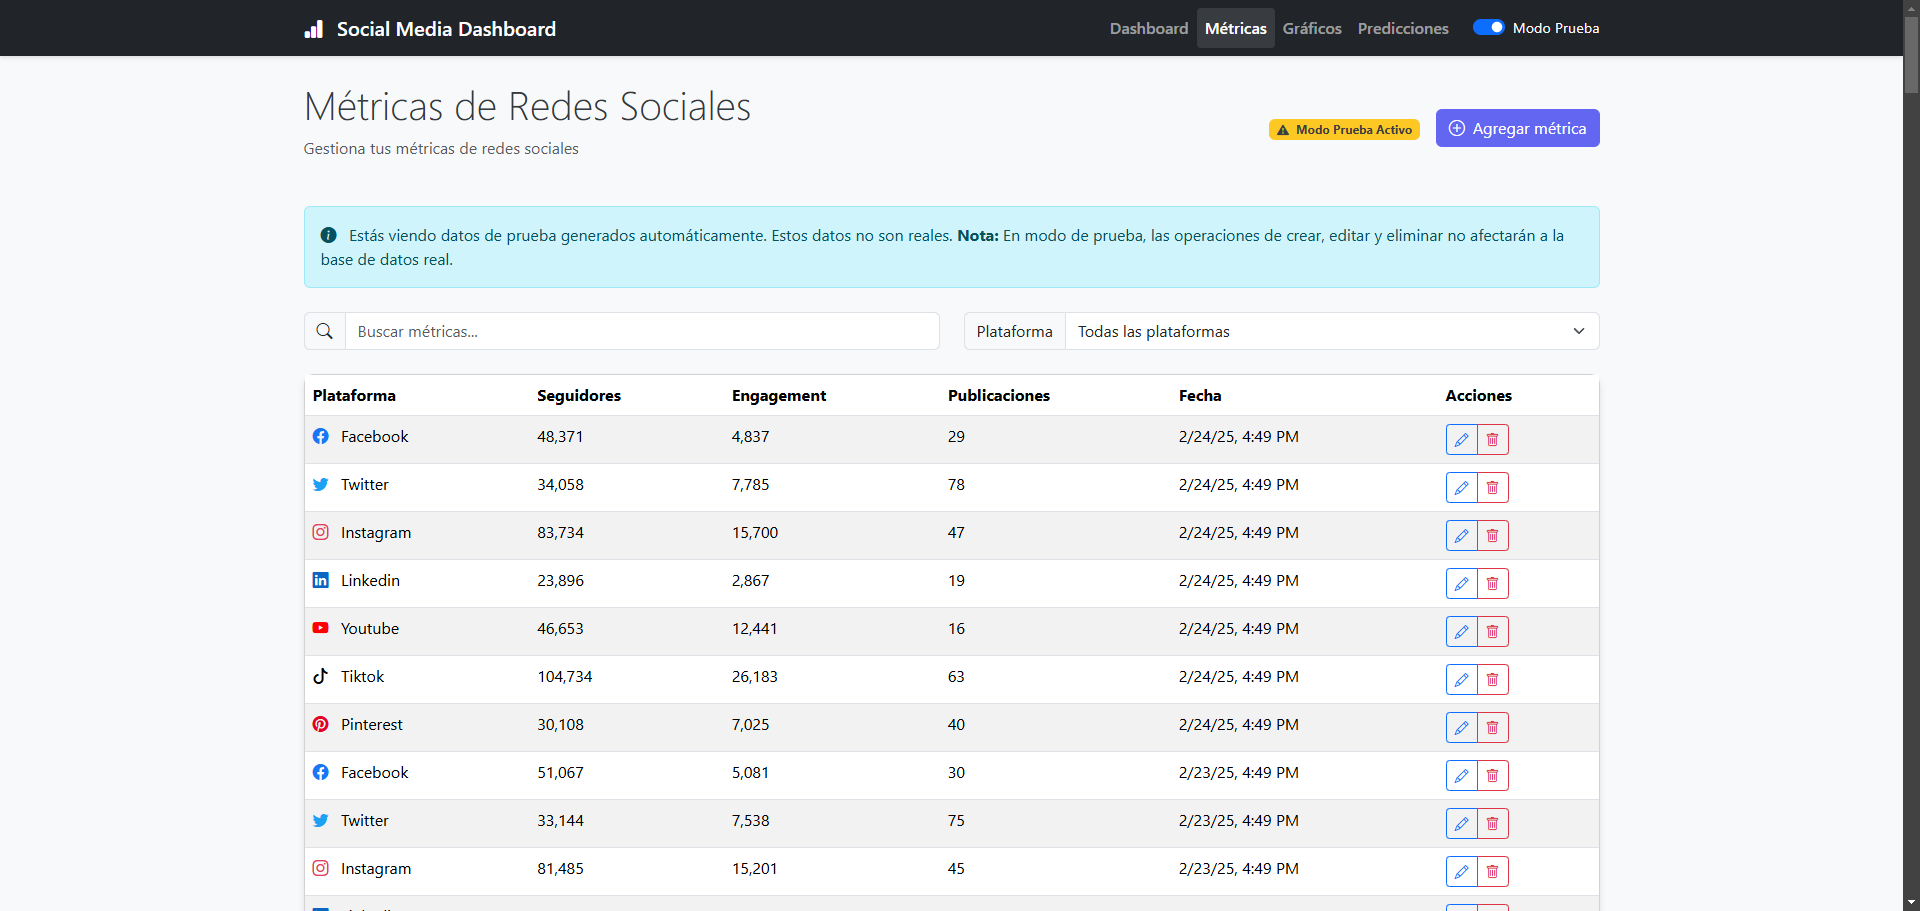 Social Media Dashboard
Dashboard Métricas Gráficos Predicciones Modo Prueba
Métricas de Redes Sociales
Gestiona tus métricas de redes sociales
Modo Prueba Activo
Agregar métrica
Estás viendo datos de prueba generados automáticamente. Estos datos no son reales. Nota: En modo de prueba, las operaciones de crear, editar y eliminar no afectarán a la
base de datos real.
Buscar métricas...
Plataforma Todas las plataformas
Plataforma Seguidores Engagement Publicaciones Fecha Acciones
Facebook 48,371 4,837 29 2/24/25, 4:49 PM
Twitter 34,058 7,785 78 2/24/25, 4:49 PM
Instagram 83,734 15,700 47 2/24/25, 4:49 PM
Linkedin 23,896 2,867 19 2/24/25, 4:49 PM
Youtube 46,653 12,441 16 2/24/25, 4:49 PM
Tiktok 104,734 26,183 63 2/24/25, 4:49 PM
Pinterest 30,108 7,025 40 2/24/25, 4:49 PM
Facebook 51,067 5,081 30 2/23/25, 4:49 PM
Twitter 33,144 7,538 75 2/23/25, 4:49 PM
Instagram 81,485 15,201 45 2/23/25, 4:49 PM